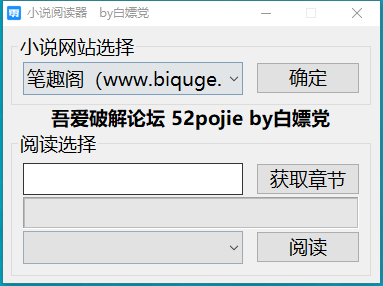 小说阅读器 by白嫖党
小说网站选择
笔趣阁（www.biquge.
确定
吾爱破解论坛 52pojie by白嫖党
阅读选择
获取章节
阅读